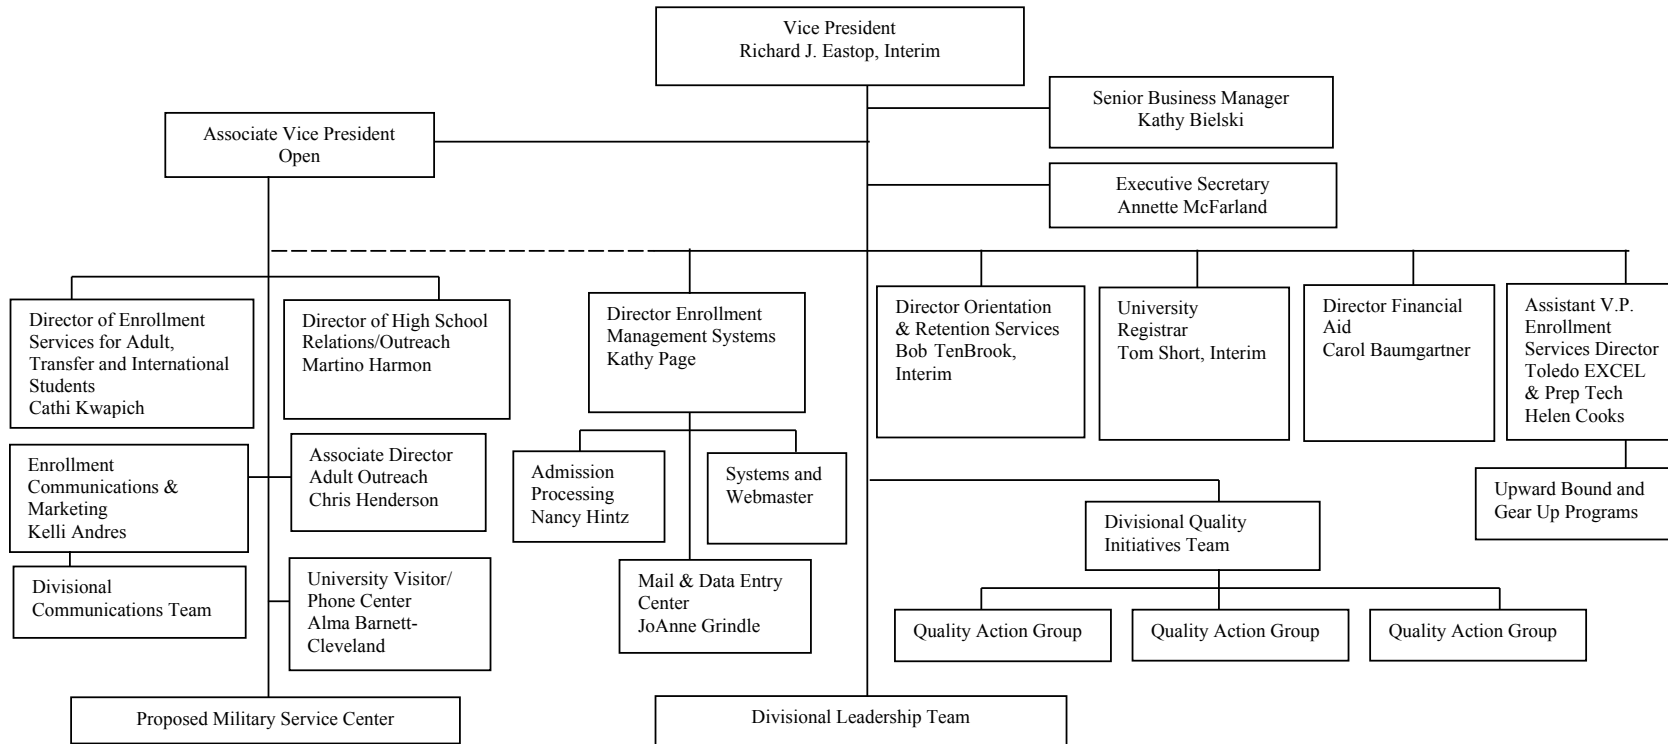 Vice President
Richard J. Eastop, Interim
Senior Business Manager
Kathy Bielski
Associate Vice President
Open
Executive Secretary
Annette McFarland
Director of Enrollment
Services for Adult,
Transfer and International
Students
Cathi Kwapich
Director of High School
Relations/Outreach
Martino Harmon
Director Enrollment
Management Systems
Kathy Page
Director Orientation
& Retention Services
Bob TenBrook,
Interim
University
Registrar
Tom Short, Interim
Director Financial
Aid
Carol Baumgartner
Assistant V.P.
Enrollment
Services Director
Toledo EXCEL
& Prep Tech
Helen Cooks
Enrollment
Communications &
Marketing
Kelli Andres
Associate Director
Adult Outreach
Chris Henderson
Admission
Processing
Nancy Hintz
Systems and
Webmaster
Upward Bound and
Gear Up Programs
Divisional Quality
Initiatives Team
Divisional
Communications Team
University Visitor/
Phone Center
Alma Barnett-
Cleveland
Mail & Data Entry
Center
JoAnne Grindle
Quality Action Group
Quality Action Group
Quality Action Group
Proposed Military Service Center
Divisional Leadership Team